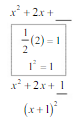 x² + 2x + __
1/2 (2) = 1
1² = 1
x² + 2x + 1
(x + 1)²